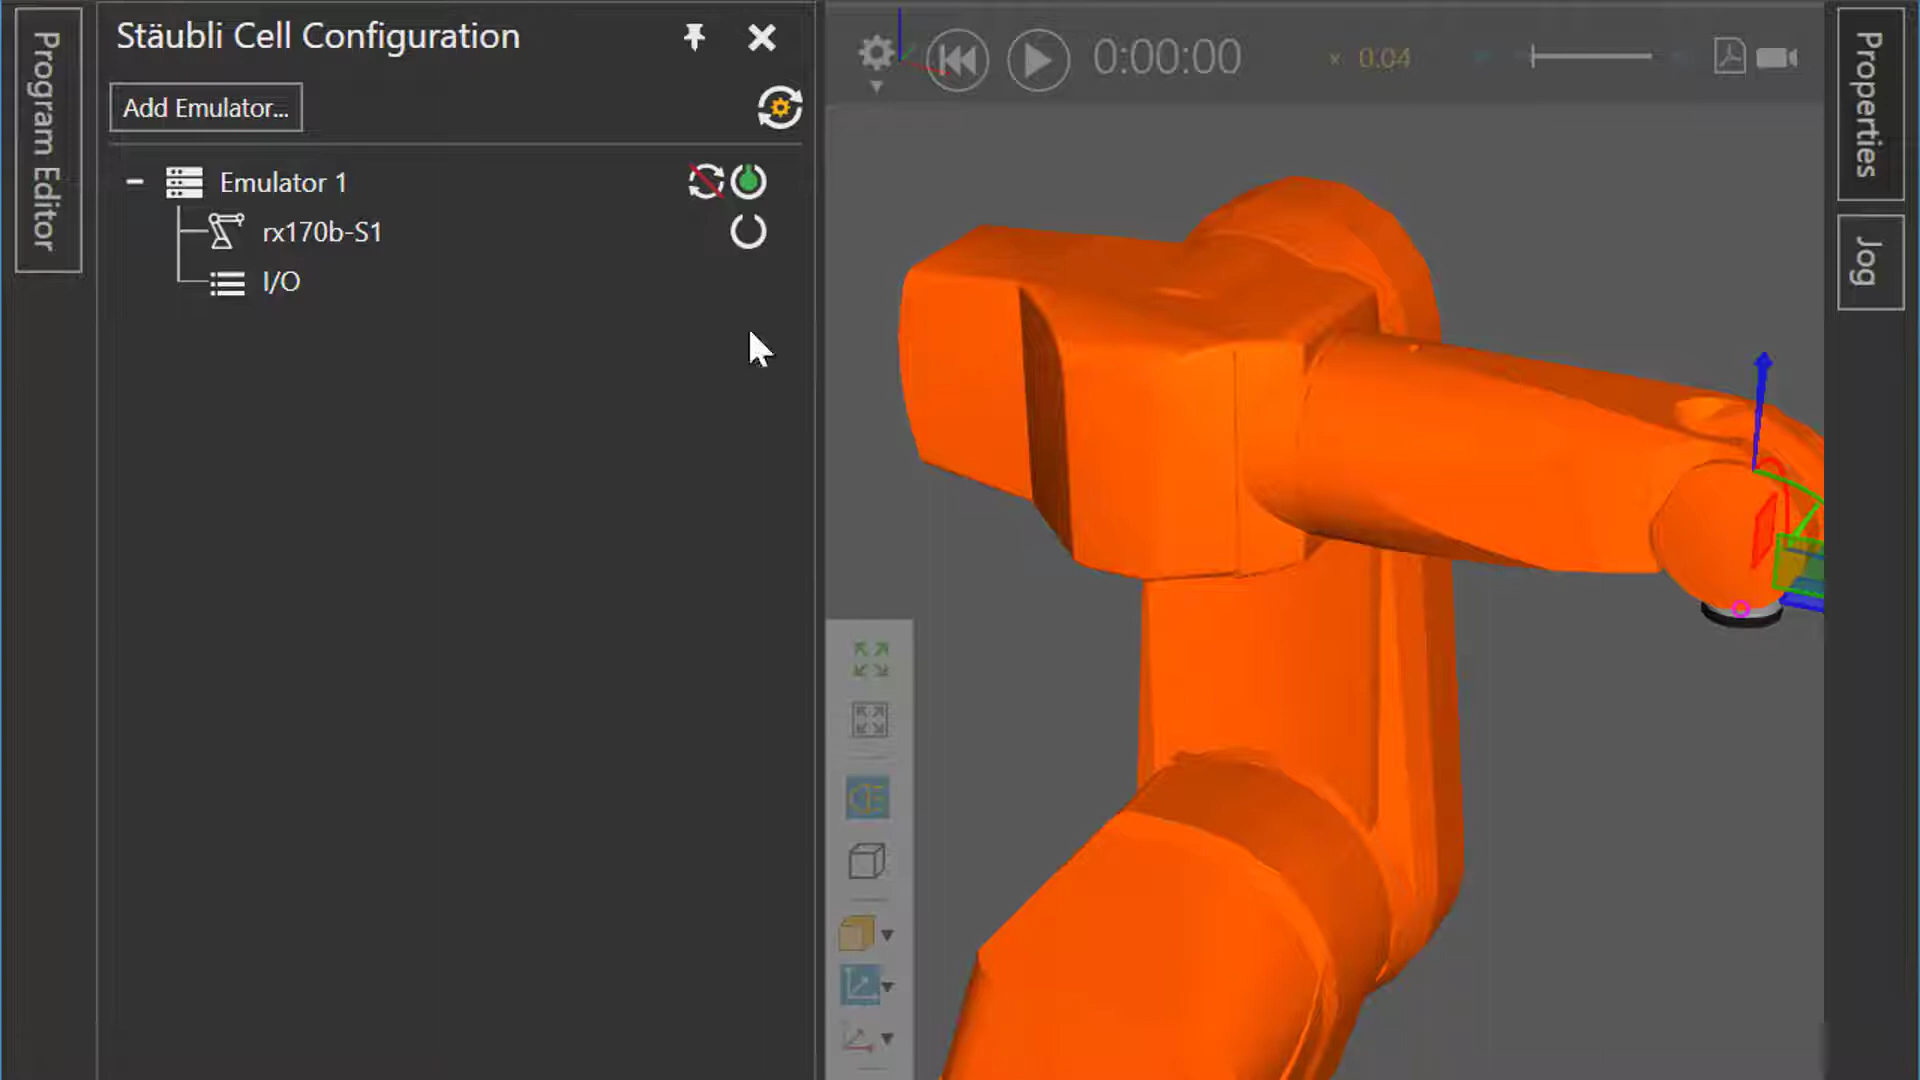 Program Editor
Stäubli Cell Configuration
Add Emulator...
Emulator 1
rx170b-S1
I/O
0:00:00
× 0.04
Properties
Jog